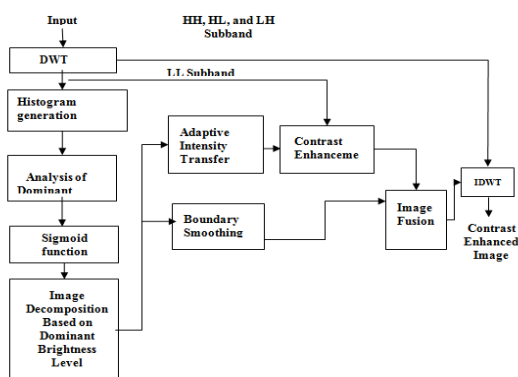 Input
HH, HL, and LH
Subband
DWT
LL Subband
Histogram
generation
Adaptive
Intensity
Transfer
Contrast
Enhanceme
Analysis of
Dominant
IDWT
Boundary
Smoothing
Image
Fusion
Sigmoid
function
Contrast
Enhanced
Image
Image
Decomposition
Based on
Dominant
Brightness
Level